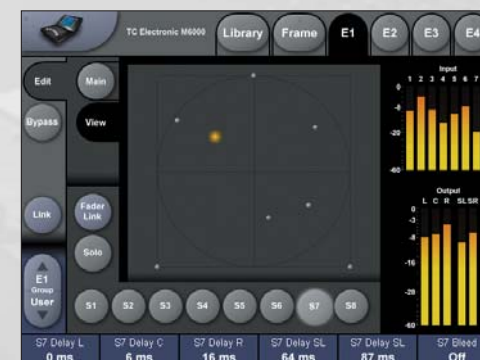 TC Electronic M6000
Library
Frame
E1
E2
E3
E4
Edit
Main
Bypass
View
Link
Fader Link
Solo
E1
Group
User
S1
S2
S3
S4
S5
S6
S7
S8
Input
1 2 3 4 5 6 7
0
-8
-20
-60
Output
L C R SL SR
0
-3
-8
-16
-28
-60
S7 Delay L
0 ms
S7 Delay C
6 ms
S7 Delay R
16 ms
S7 Delay SL
64 ms
S7 Delay SL
87 ms
S7 Bleed
Off